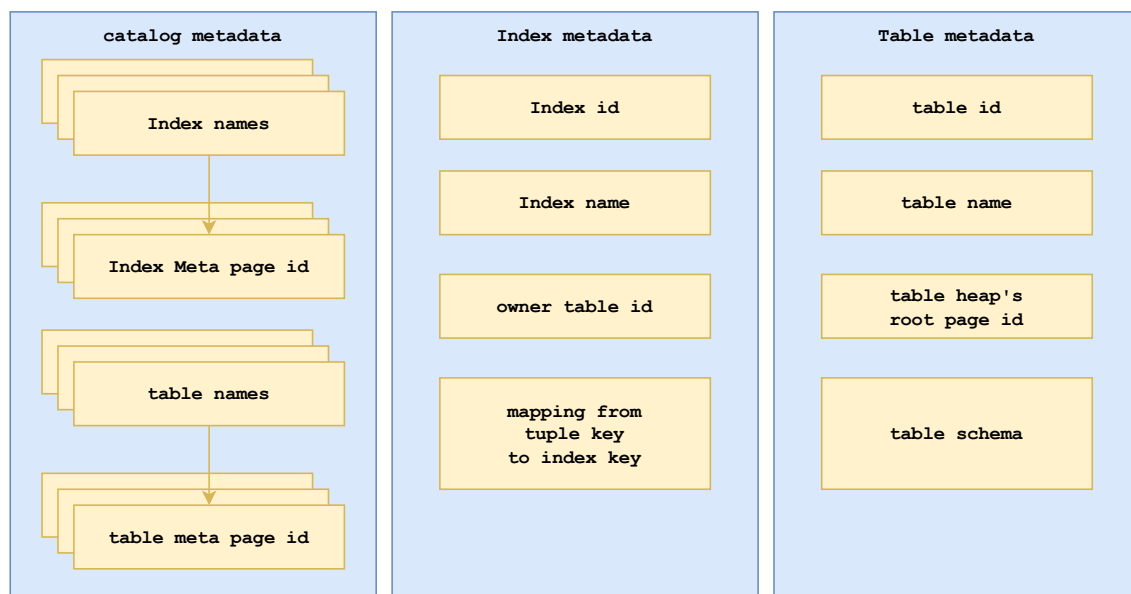 catalog metadata
Index names
Index Meta page id
table names
table meta page id
Index metadata
Index id
Index name
owner table id
mapping from
tuple key
to index key
Table metadata
table id
table name
table heap's
root page id
table schema